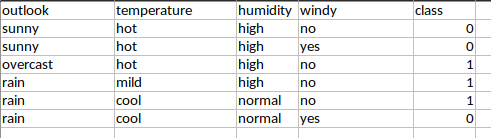 outlook temperature humidity windy class
sunny hot high no 0
sunny hot high yes 0
overcast hot high no 1
rain mild high no 1
rain cool normal no 1
rain cool normal yes 0